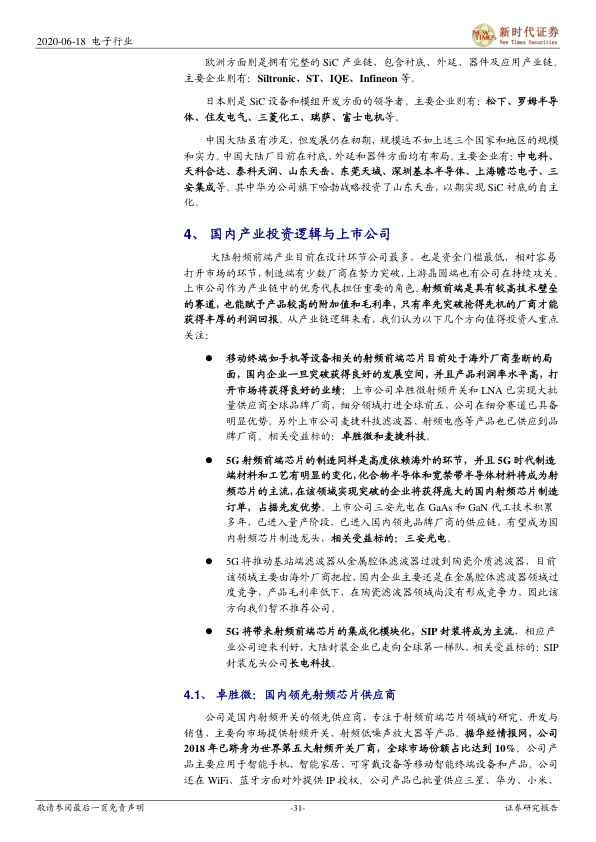 2020-06-18 电子行业
新时代证券
New Times Securities
NEW TIMES
欧洲方面则是拥有完整的 SiC 产业链，包含衬底、外延、器件及应用产业链。
主要企业则有：Siltronic、ST、IQE、Infineon 等。
日本则是 SiC 设备和模组开发方面的领导者。主要企业则有：松下、罗姆半导
体、住友电气、三菱化工、瑞萨、富士电机等。
中国大陆虽有涉足，但发展仍在初期，规模远不如上述三个国家和地区的规模
和实力。中国大陆厂目前在衬底、外延和器件方面均有布局，主要企业有：中电科、
天科合达、泰科天润、山东天岳、东莞天域、深圳基本半导体、上海瞻芯电子、三
安集成等。其中华为公司旗下哈勃战略投资了山东天岳，以期实现 SiC 衬底的自主
化。
4、 国内产业投资逻辑与上市公司
大陆射频前端产业目前在设计环节公司最多，也是资金门槛最低，相对容易
打开市场的环节，制造端有少数厂商在努力突破，上游晶圆端也有公司在持续攻关。
上市公司作为产业链中的优秀代表担任重要的角色。射频前端是具有较高技术壁垒
的赛道，也能赋予产品较高的附加值和毛利率，只有率先突破抢得先机的厂商才能
获得丰厚的利润回报。从产业链逻辑来看，我们认为以下几个方向值得投资人重点
关注：
● 移动终端如手机等设备相关的射频前端芯片目前处于海外厂商垄断的局
面，国内企业一旦突破获得良好的发展空间，并且产品利润率水平高，打
开市场将获得良好的业绩；上市公司卓胜微射频开关和 LNA 已实现大批
量供应商全球品牌厂商，细分领域打进全球前五，公司在细分赛道已具备
明显优势。另外上市公司麦捷科技滤波器、射频电感等产品也已供应到品
牌厂商。相关受益标的：卓胜微和麦捷科技。
● 5G 射频前端芯片的制造同样是高度依赖海外的环节，并且 5G 时代制造
端材料和工艺有明显的变化，化合物半导体和宽禁带半导体材料将成为射
频芯片的主流，在该领域实现突破的企业将获得庞大的国内射频芯片制造
订单，占据先发优势。上市公司三安光电在 GaAs 和 GaN 代工技术积累
多年，已进入量产阶段，已进入国内领先品牌厂商的供应链，有望成为国
内射频芯片制造龙头，相关受益标的：三安光电。
● 5G 将推动基站端滤波器从金属腔体滤波器过渡到陶瓷介质滤波器，目前
该领域主要由海外厂商把控，国内企业主要还是在金属腔体滤波器领域过
度竞争，产品毛利率低下，在陶瓷滤波器领域尚没有形成竞争力，因此该
方向我们暂不推荐公司。
● 5G 将带来射频前端芯片的集成化模块化，SIP 封装将成为主流，相应产
业公司迎来利好，大陆封装企业已走向全球第一梯队，相关受益标的：SIP
封装龙头公司长电科技。
4.1、 卓胜微：国内领先射频芯片供应商
公司是国内射频开关的领先供应商，专注于射频前端芯片领域的研究、开发与
销售，主要向市场提供射频开关、射频低噪声放大器等产品。据华经情报网，公司
2018 年已跻身为世界第五大射频开关厂商，全球市场份额占比达到 10%。公司产
品主要应用于智能手机、智能家居、可穿戴设备等移动智能终端设备和产品。公司
还在 WiFi、蓝牙方面对外提供 IP 授权。公司产品已批量供应三星、华为、小米、
敬请参阅最后一页免责声明
-31-
证券研究报告